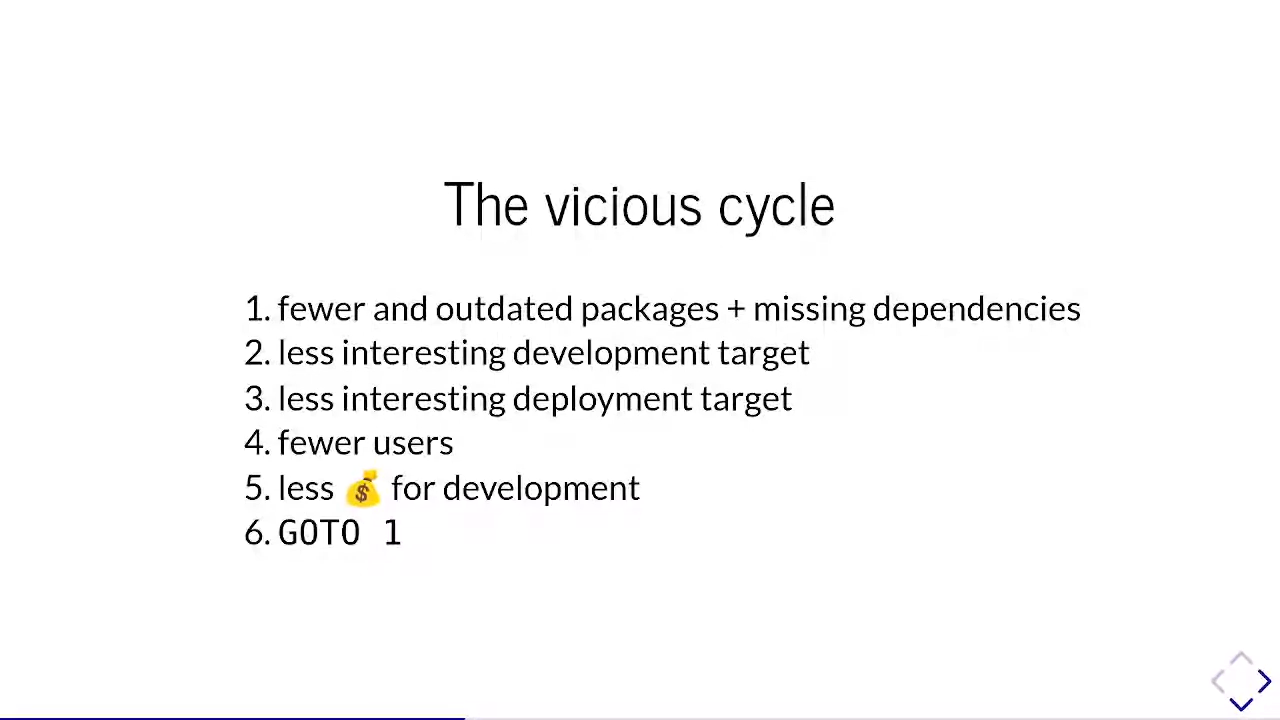 The vicious cycle
1. fewer and outdated packages + missing dependencies
2. less interesting development target
3. less interesting deployment target
4. fewer users
5. less 💰 for development
6. GOTO 1